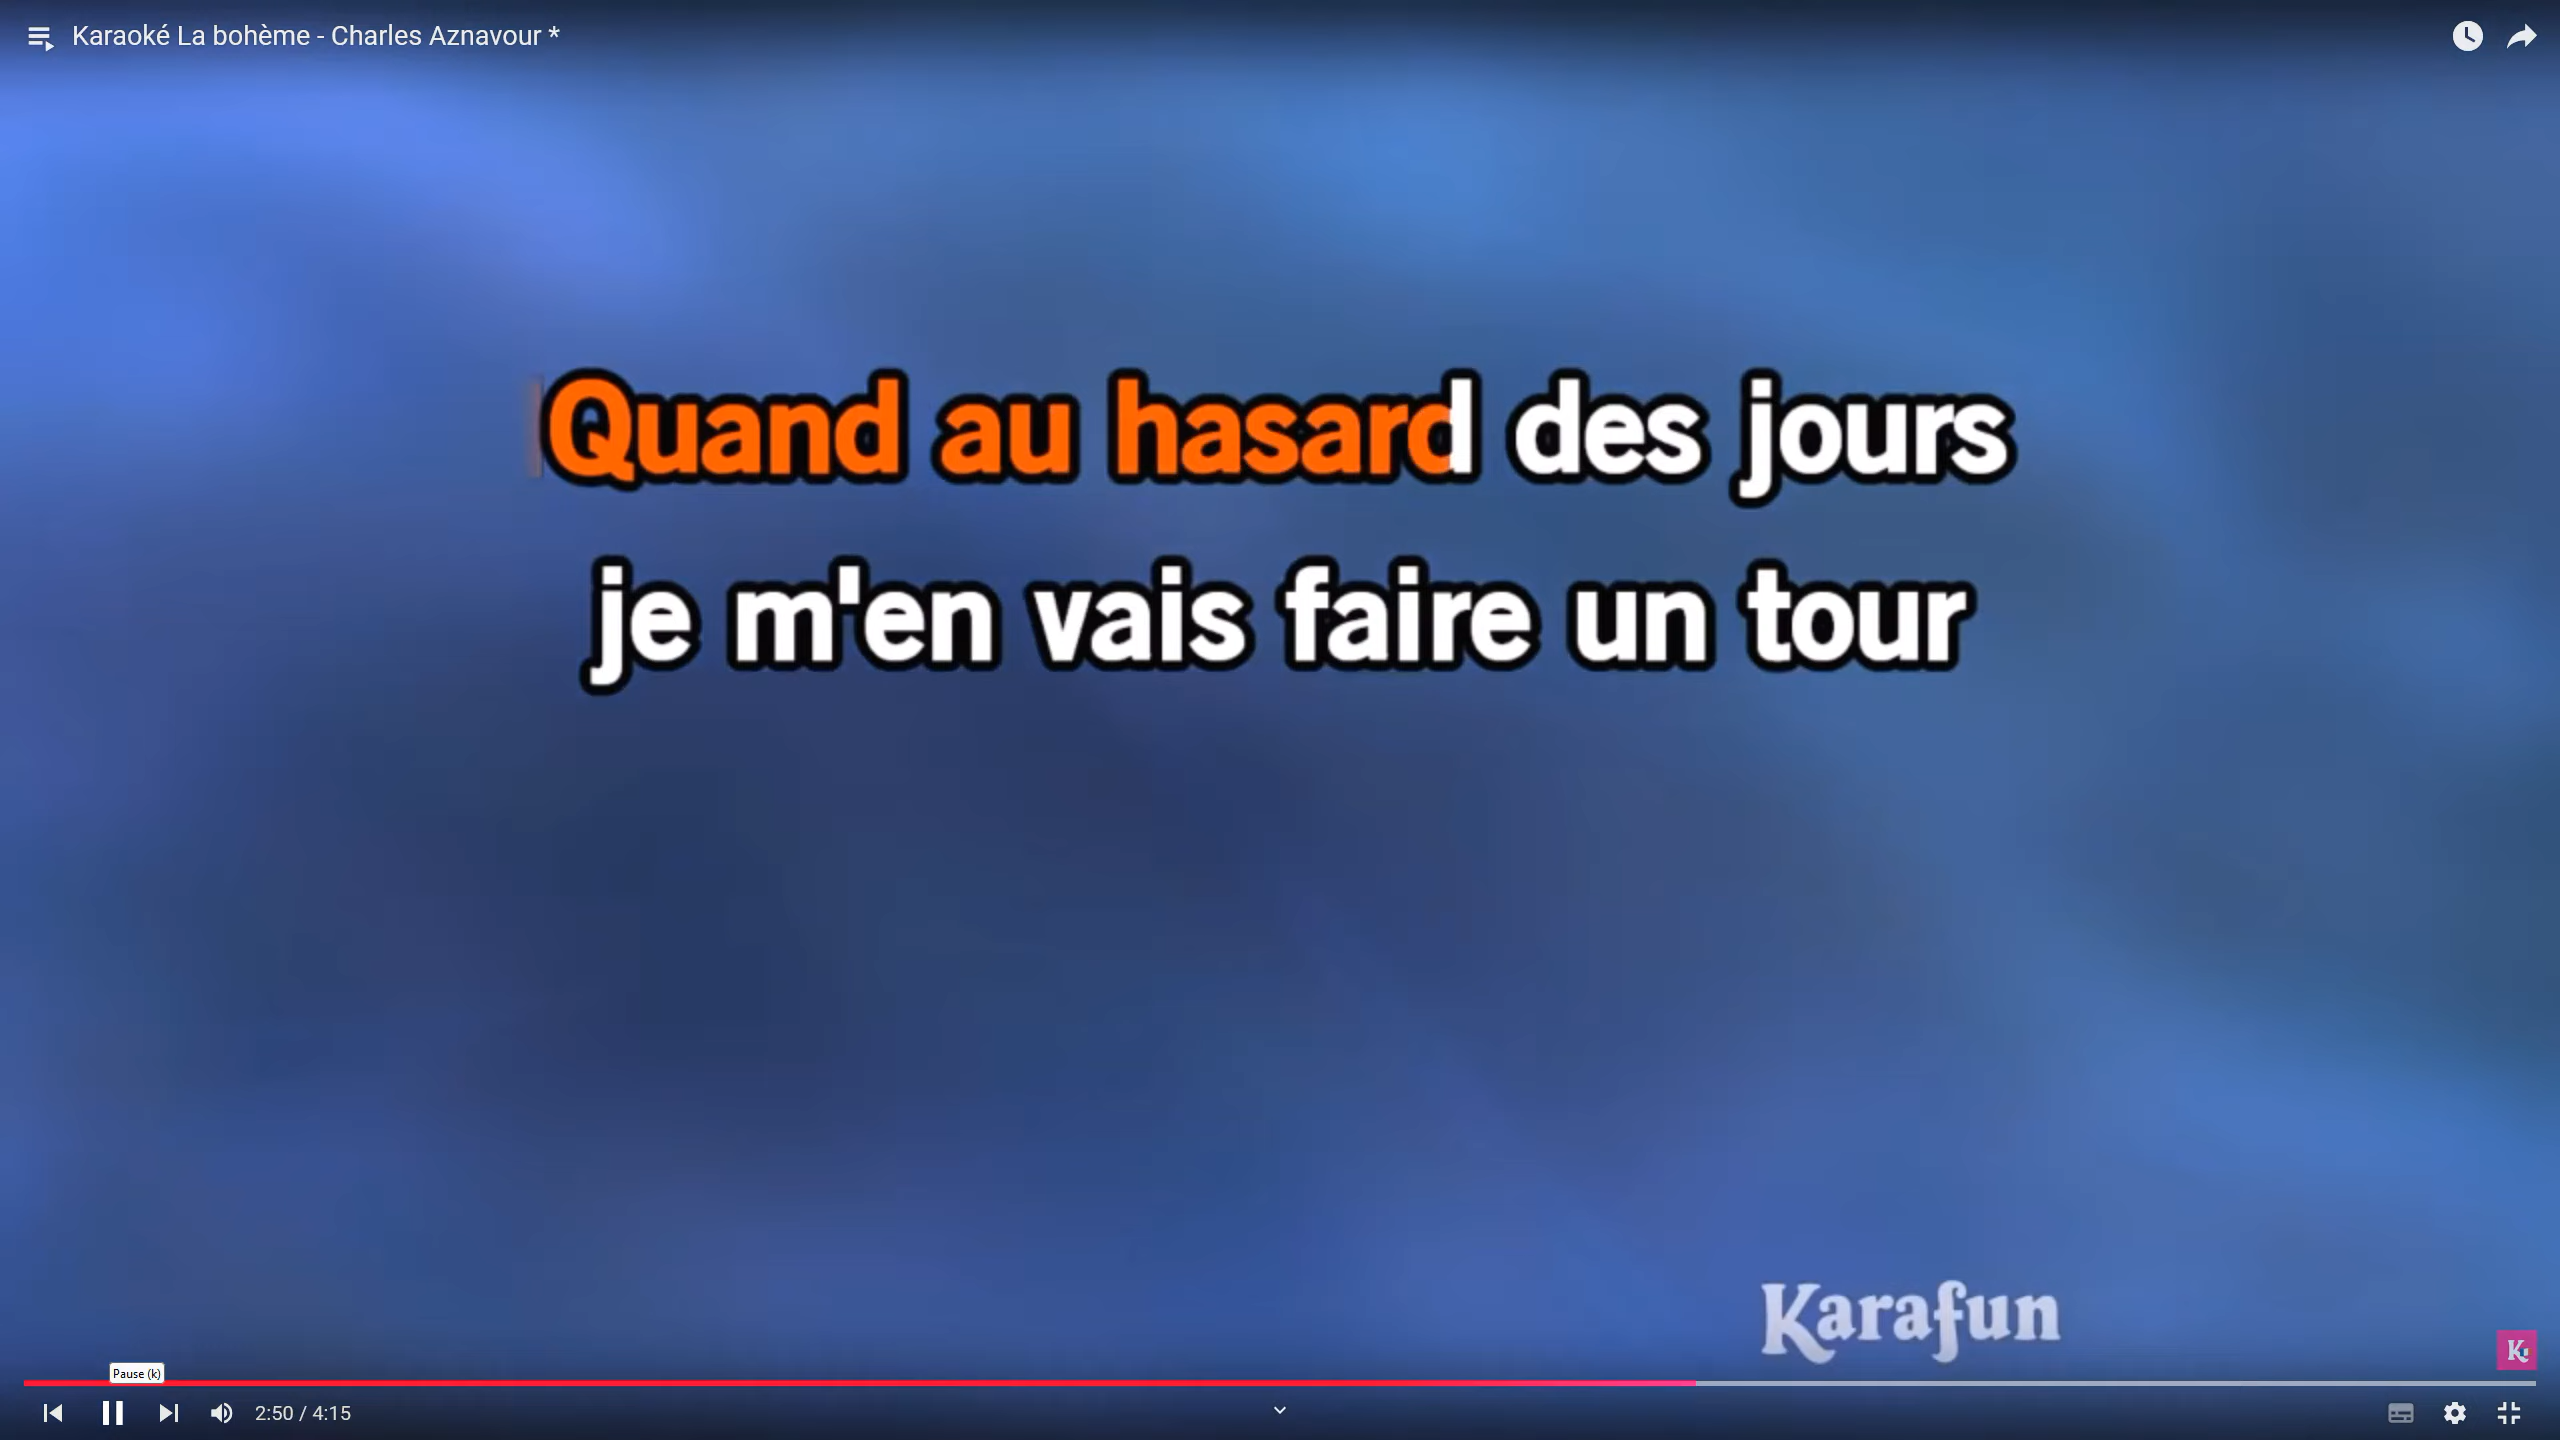 Karaoké La bohème - Charles Aznavour *
Quand au hasard des jours
je m'en vais faire un tour
Karafun
K
Pause (k)
2:50 / 4:15